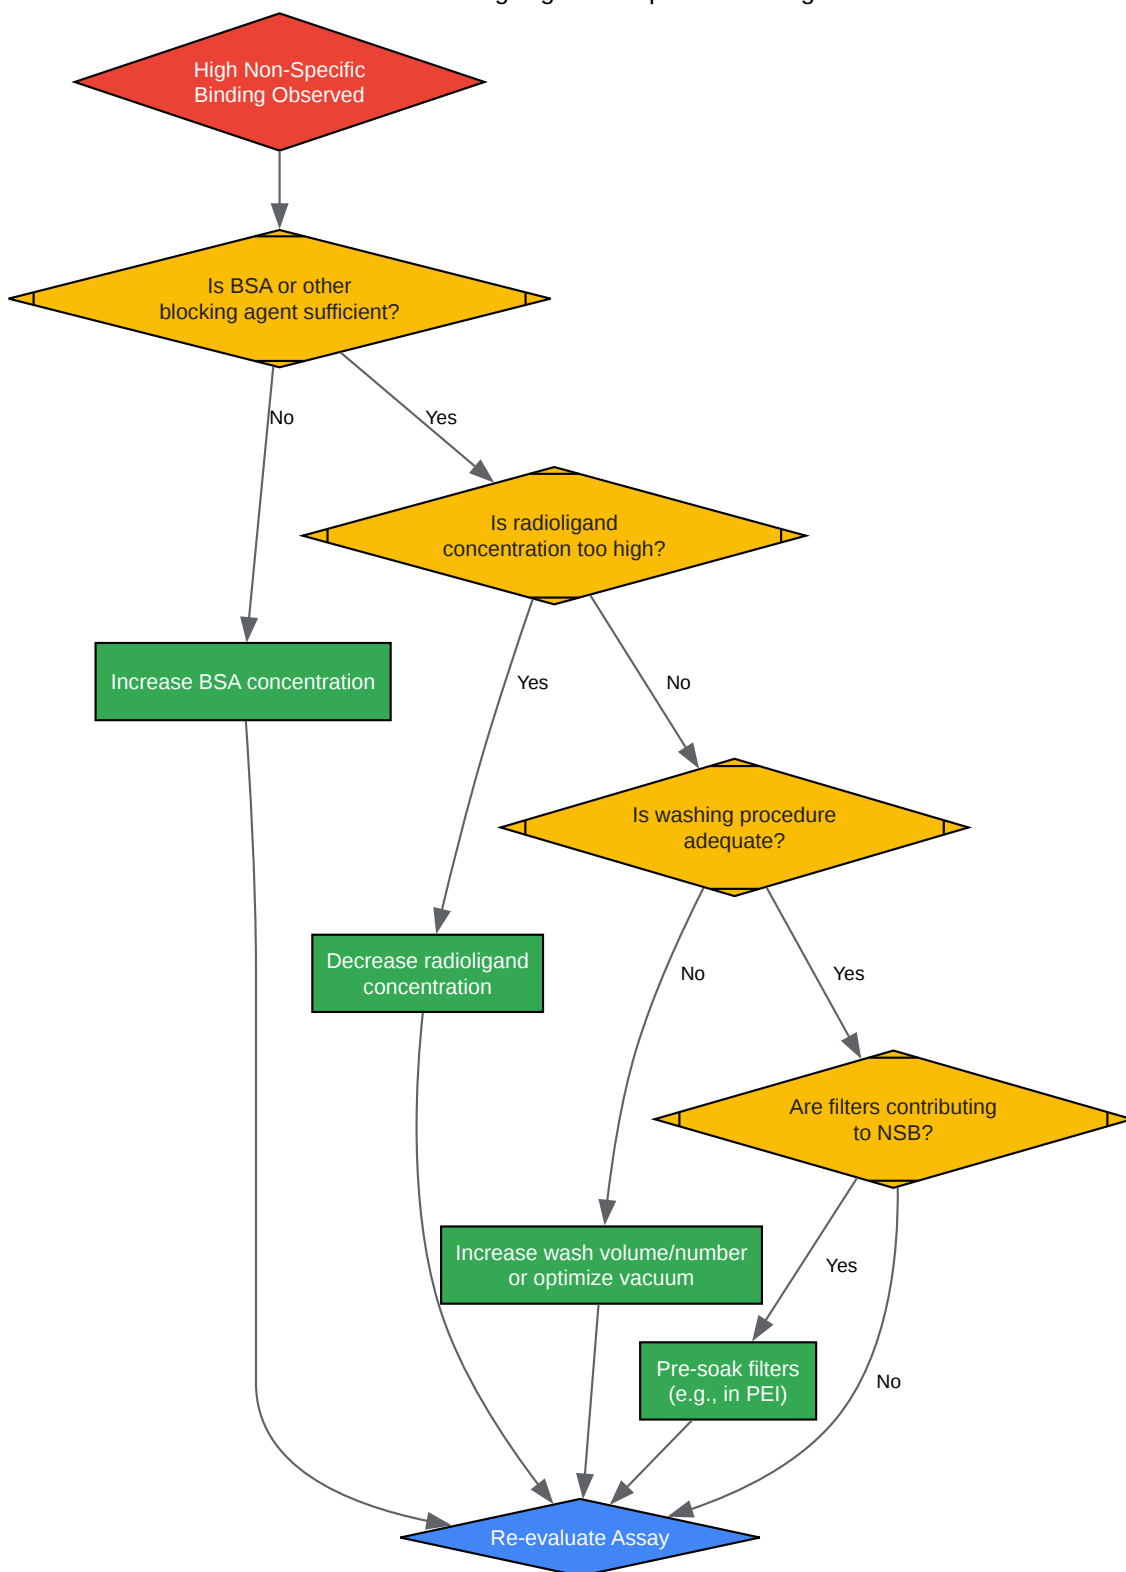 High Non-Specific
Binding Observed
Is BSA or other
blocking agent sufficient?
No
Yes
Is radioligand
concentration too high?
Increase BSA concentration
Yes
No
Is washing procedure
adequate?
Decrease radioligand
concentration
No
Yes
Are filters contributing
to NSB?
Increase wash volume/number
or optimize vacuum
Yes
Pre-soak filters
(e.g., in PEI)
No
Re-evaluate Assay